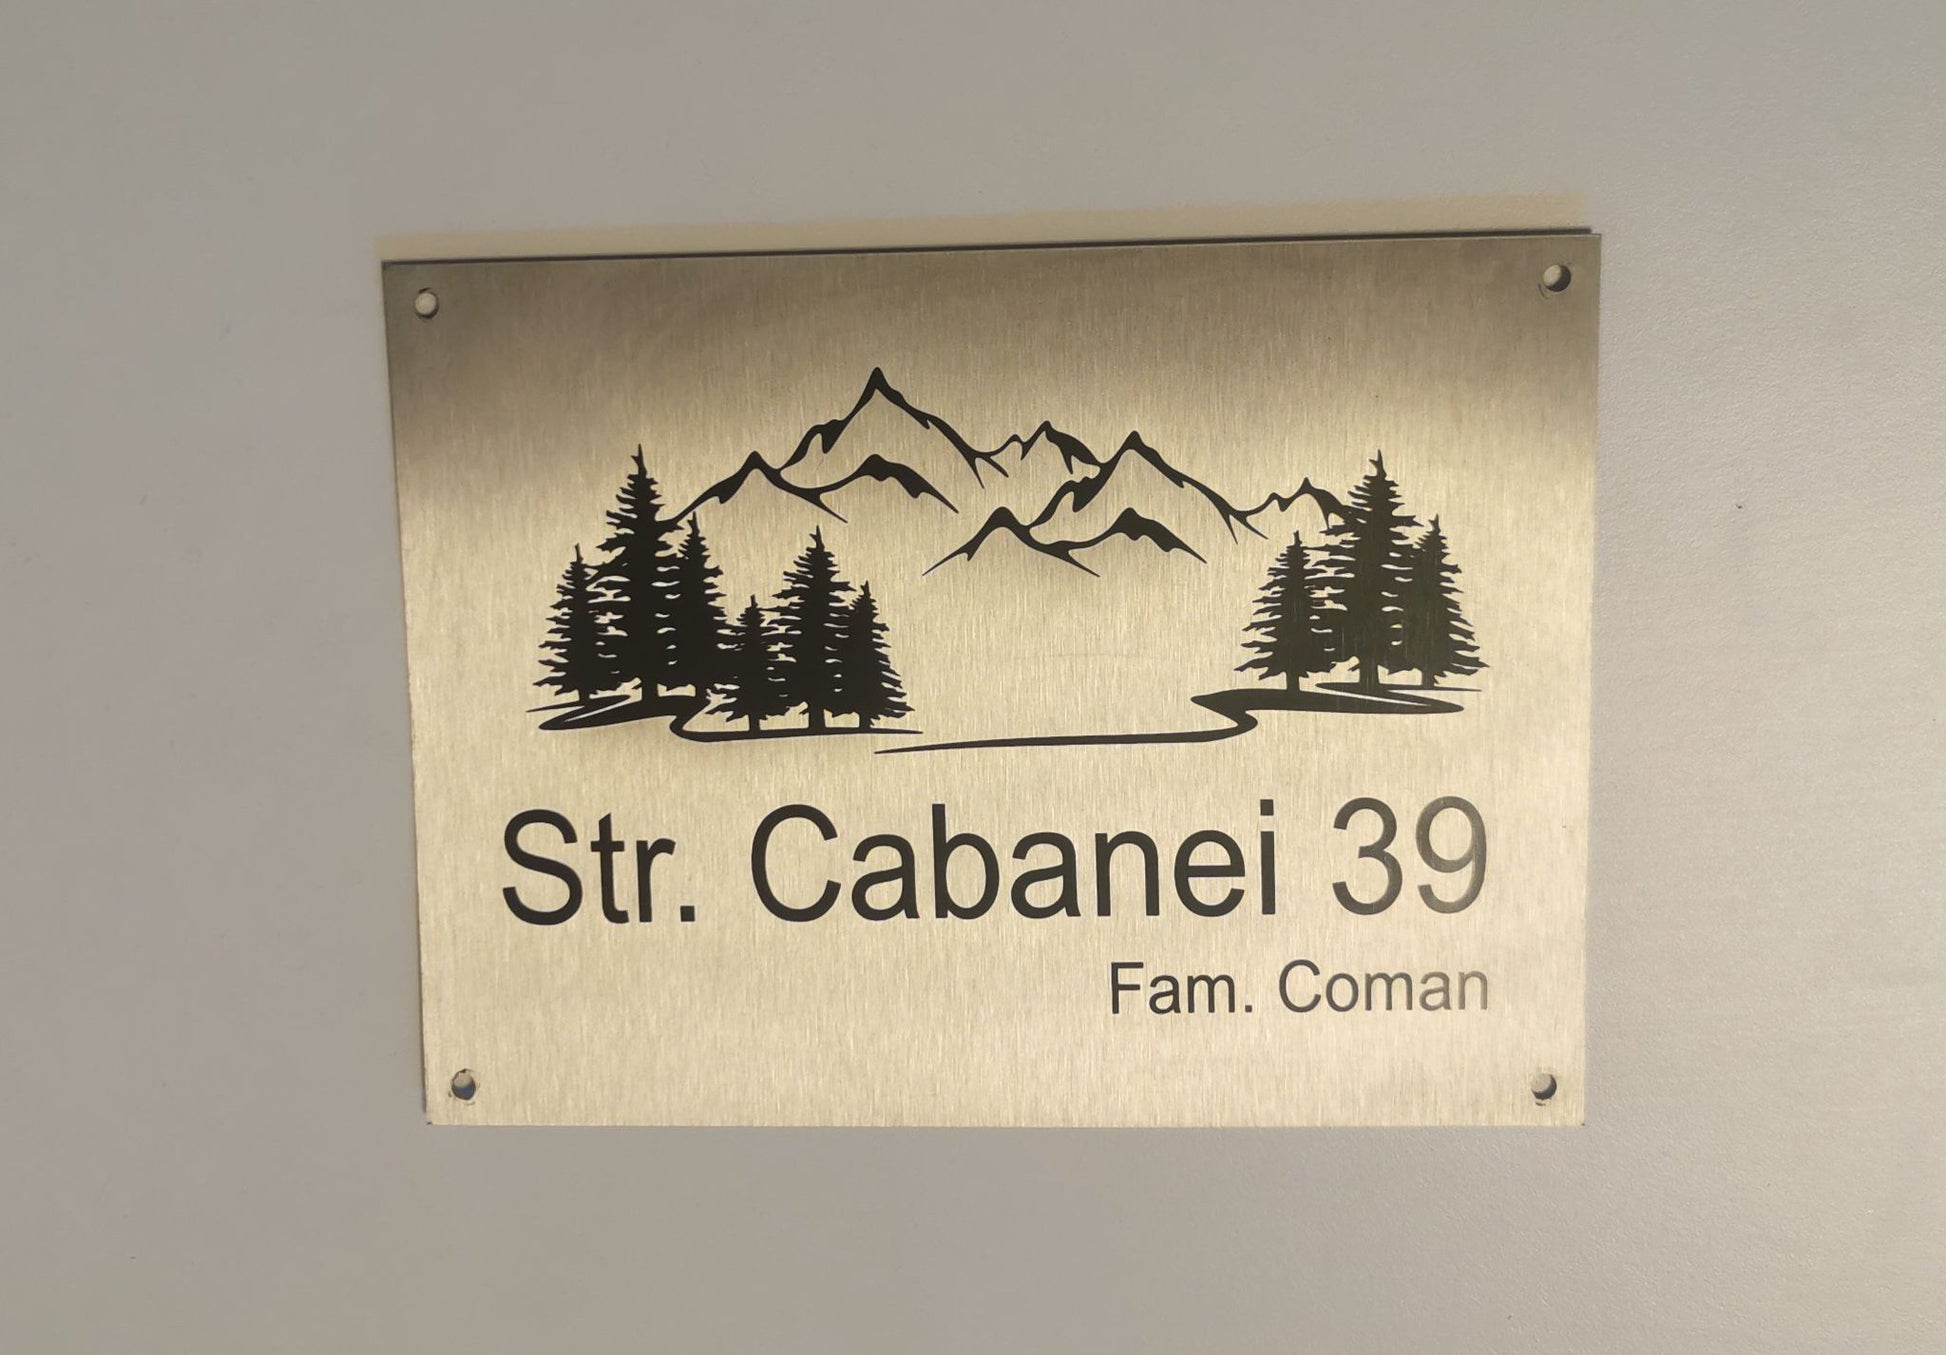 Str. Cabanei 39
Fam. Coman